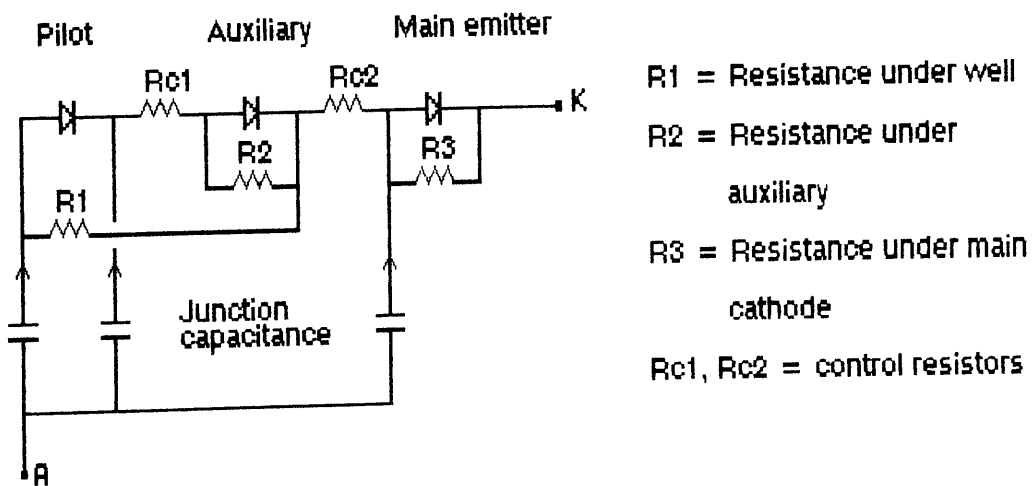 Pilot
Auxiliary
Main emitter
Rc1
Rc2
K
R2
R3
R1
Junction
capacitance
A
R1 = Resistance under well
R2 = Resistance under
auxiliary
R3 = Resistance under main
cathode
Rc1, Rc2 = control resistors